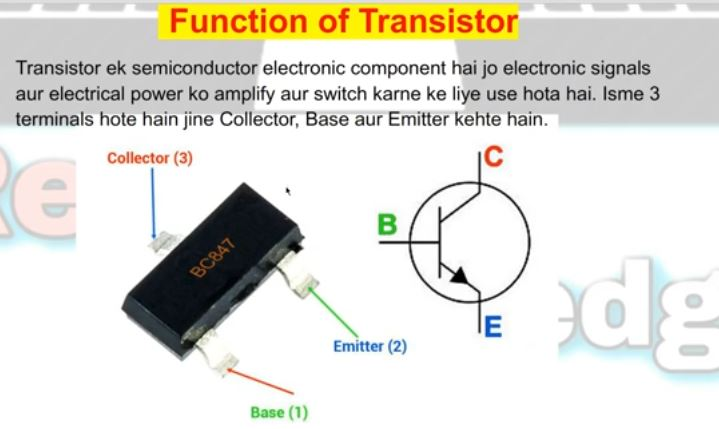 Function of Transistor
Transistor ek semiconductor electronic component hai jo electronic signals
aur electrical power ko amplify aur switch karne ke liye use hota hai. Isme 3
terminals hote hain jine Collector, Base aur Emitter kehte hain.
Collector (3)
C
BC847
B
E
Emitter (2)
Base (1)